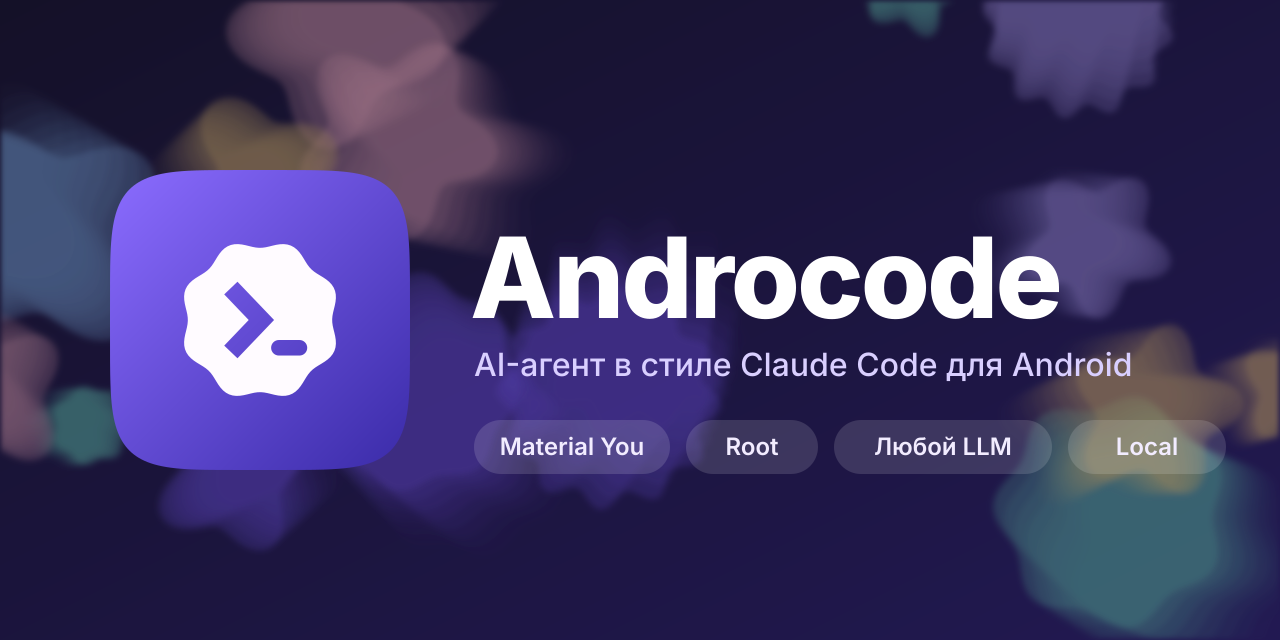 Androcode
AI-агент в стиле Claude Code для Android
Material You
Root
Любой LLM
Local